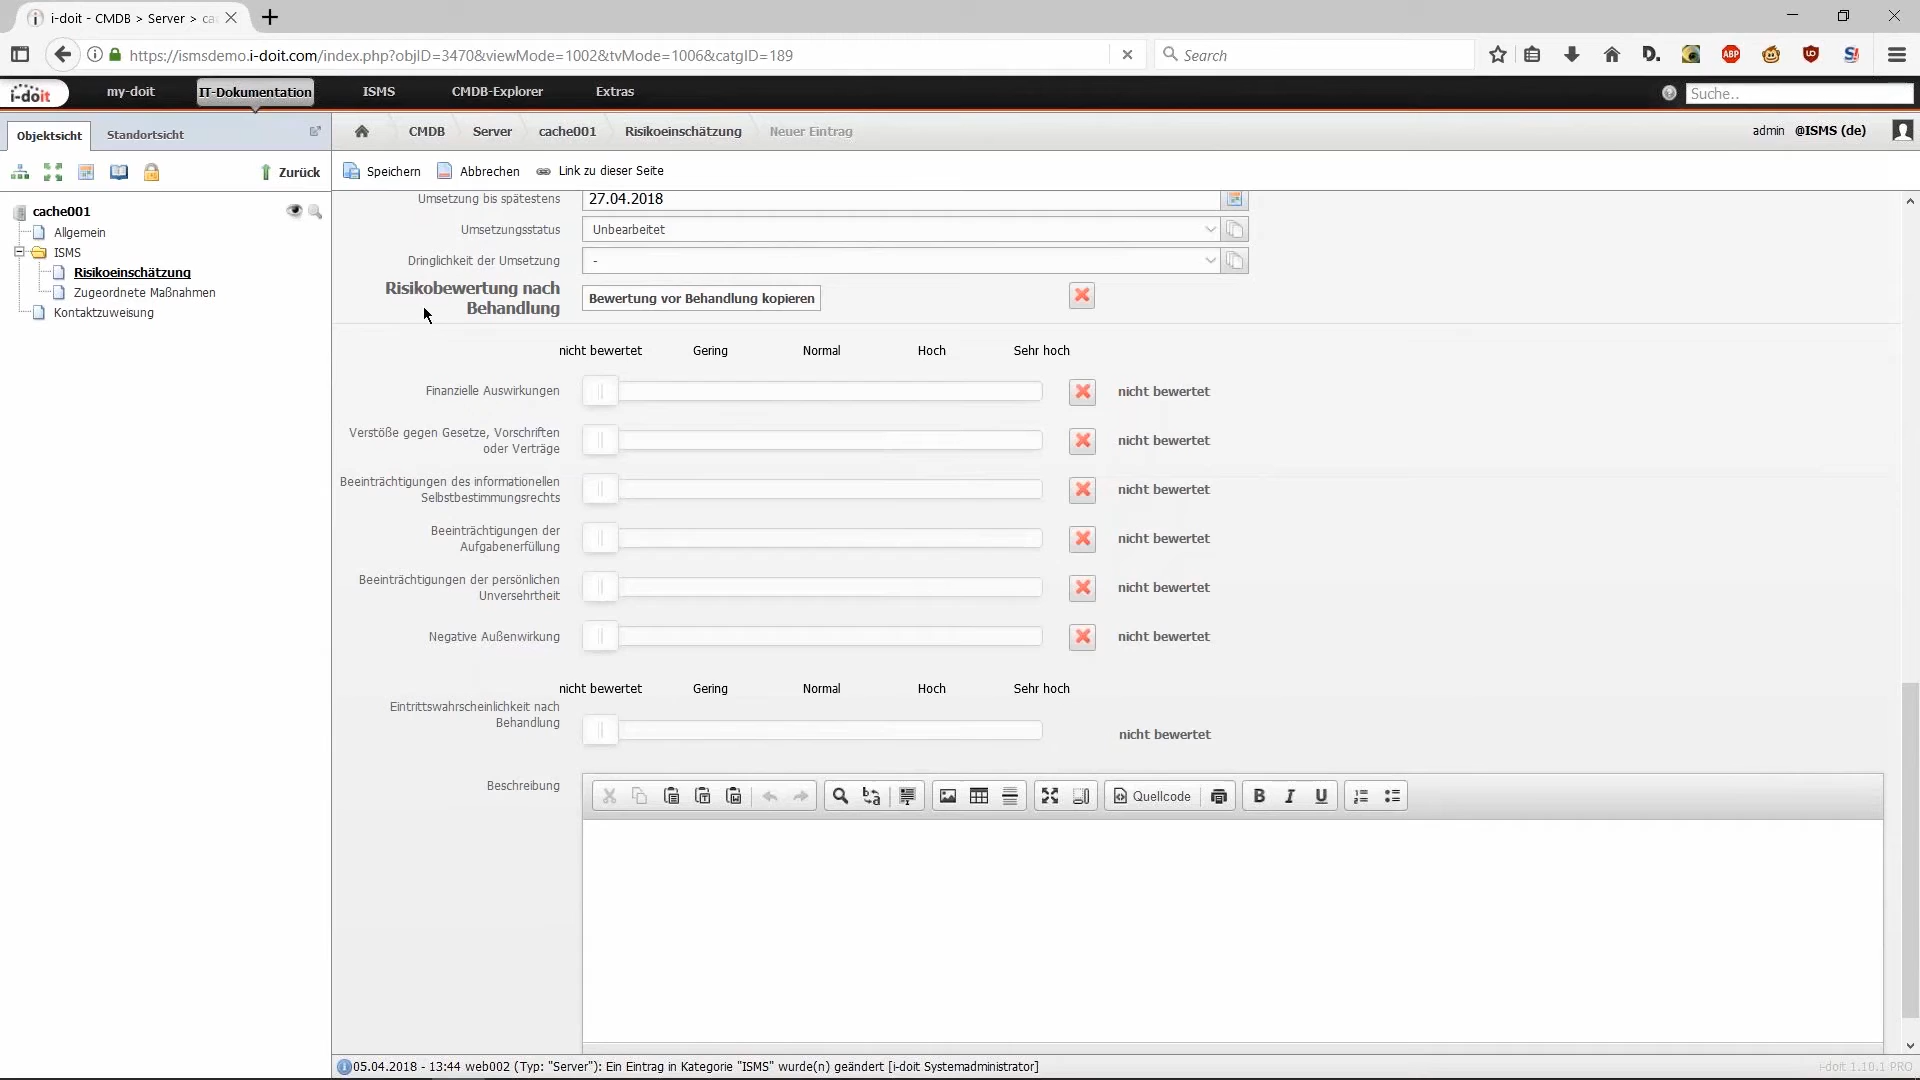 i-doit - CMDB > Server > ca
https://ismsdemo.i-doit.com/index.php?objID=3470&viewMode=1002&tvMode=1006&catgID=189
Search
i-doit
my-doit
IT-Dokumentation
ISMS
CMDB-Explorer
Extras
Suche..
Objektsicht
Standortsicht
CMDB
Server
cache001
Risikoeinschätzung
Neuer Eintrag
admin @ISMS (de)
Zurück
Speichern
Abbrechen
Link zu dieser Seite
cache001
Allgemein
ISMS
Risikoeinschätzung
Zugeordnete Maßnahmen
Kontaktzuweisung
Umsetzung bis spätestens
27.04.2018
Umsetzungsstatus
Unbearbeitet
Dringlichkeit der Umsetzung
-
Risikobewertung nach
Behandlung
Bewertung vor Behandlung kopieren
nicht bewertet Gering Normal Hoch Sehr hoch
Finanzielle Auswirkungen
nicht bewertet
Verstöße gegen Gesetze, Vorschriften
oder Verträge
nicht bewertet
Beeinträchtigungen des informationellen
Selbstbestimmungsrechts
nicht bewertet
Beeinträchtigungen der
Aufgabenerfüllung
nicht bewertet
Beeinträchtigungen der persönlichen
Unversehrtheit
nicht bewertet
Negative Außenwirkung
nicht bewertet
nicht bewertet Gering Normal Hoch Sehr hoch
Eintrittswahrscheinlichkeit nach
Behandlung
nicht bewertet
Beschreibung
Quellcode
B I U
05.04.2018 - 13:44 web002 (Typ: "Server"): Ein Eintrag in Kategorie "ISMS" wurde(n) geändert [i-doit Systemadministrator]
i-doit 1.10.1 PRO